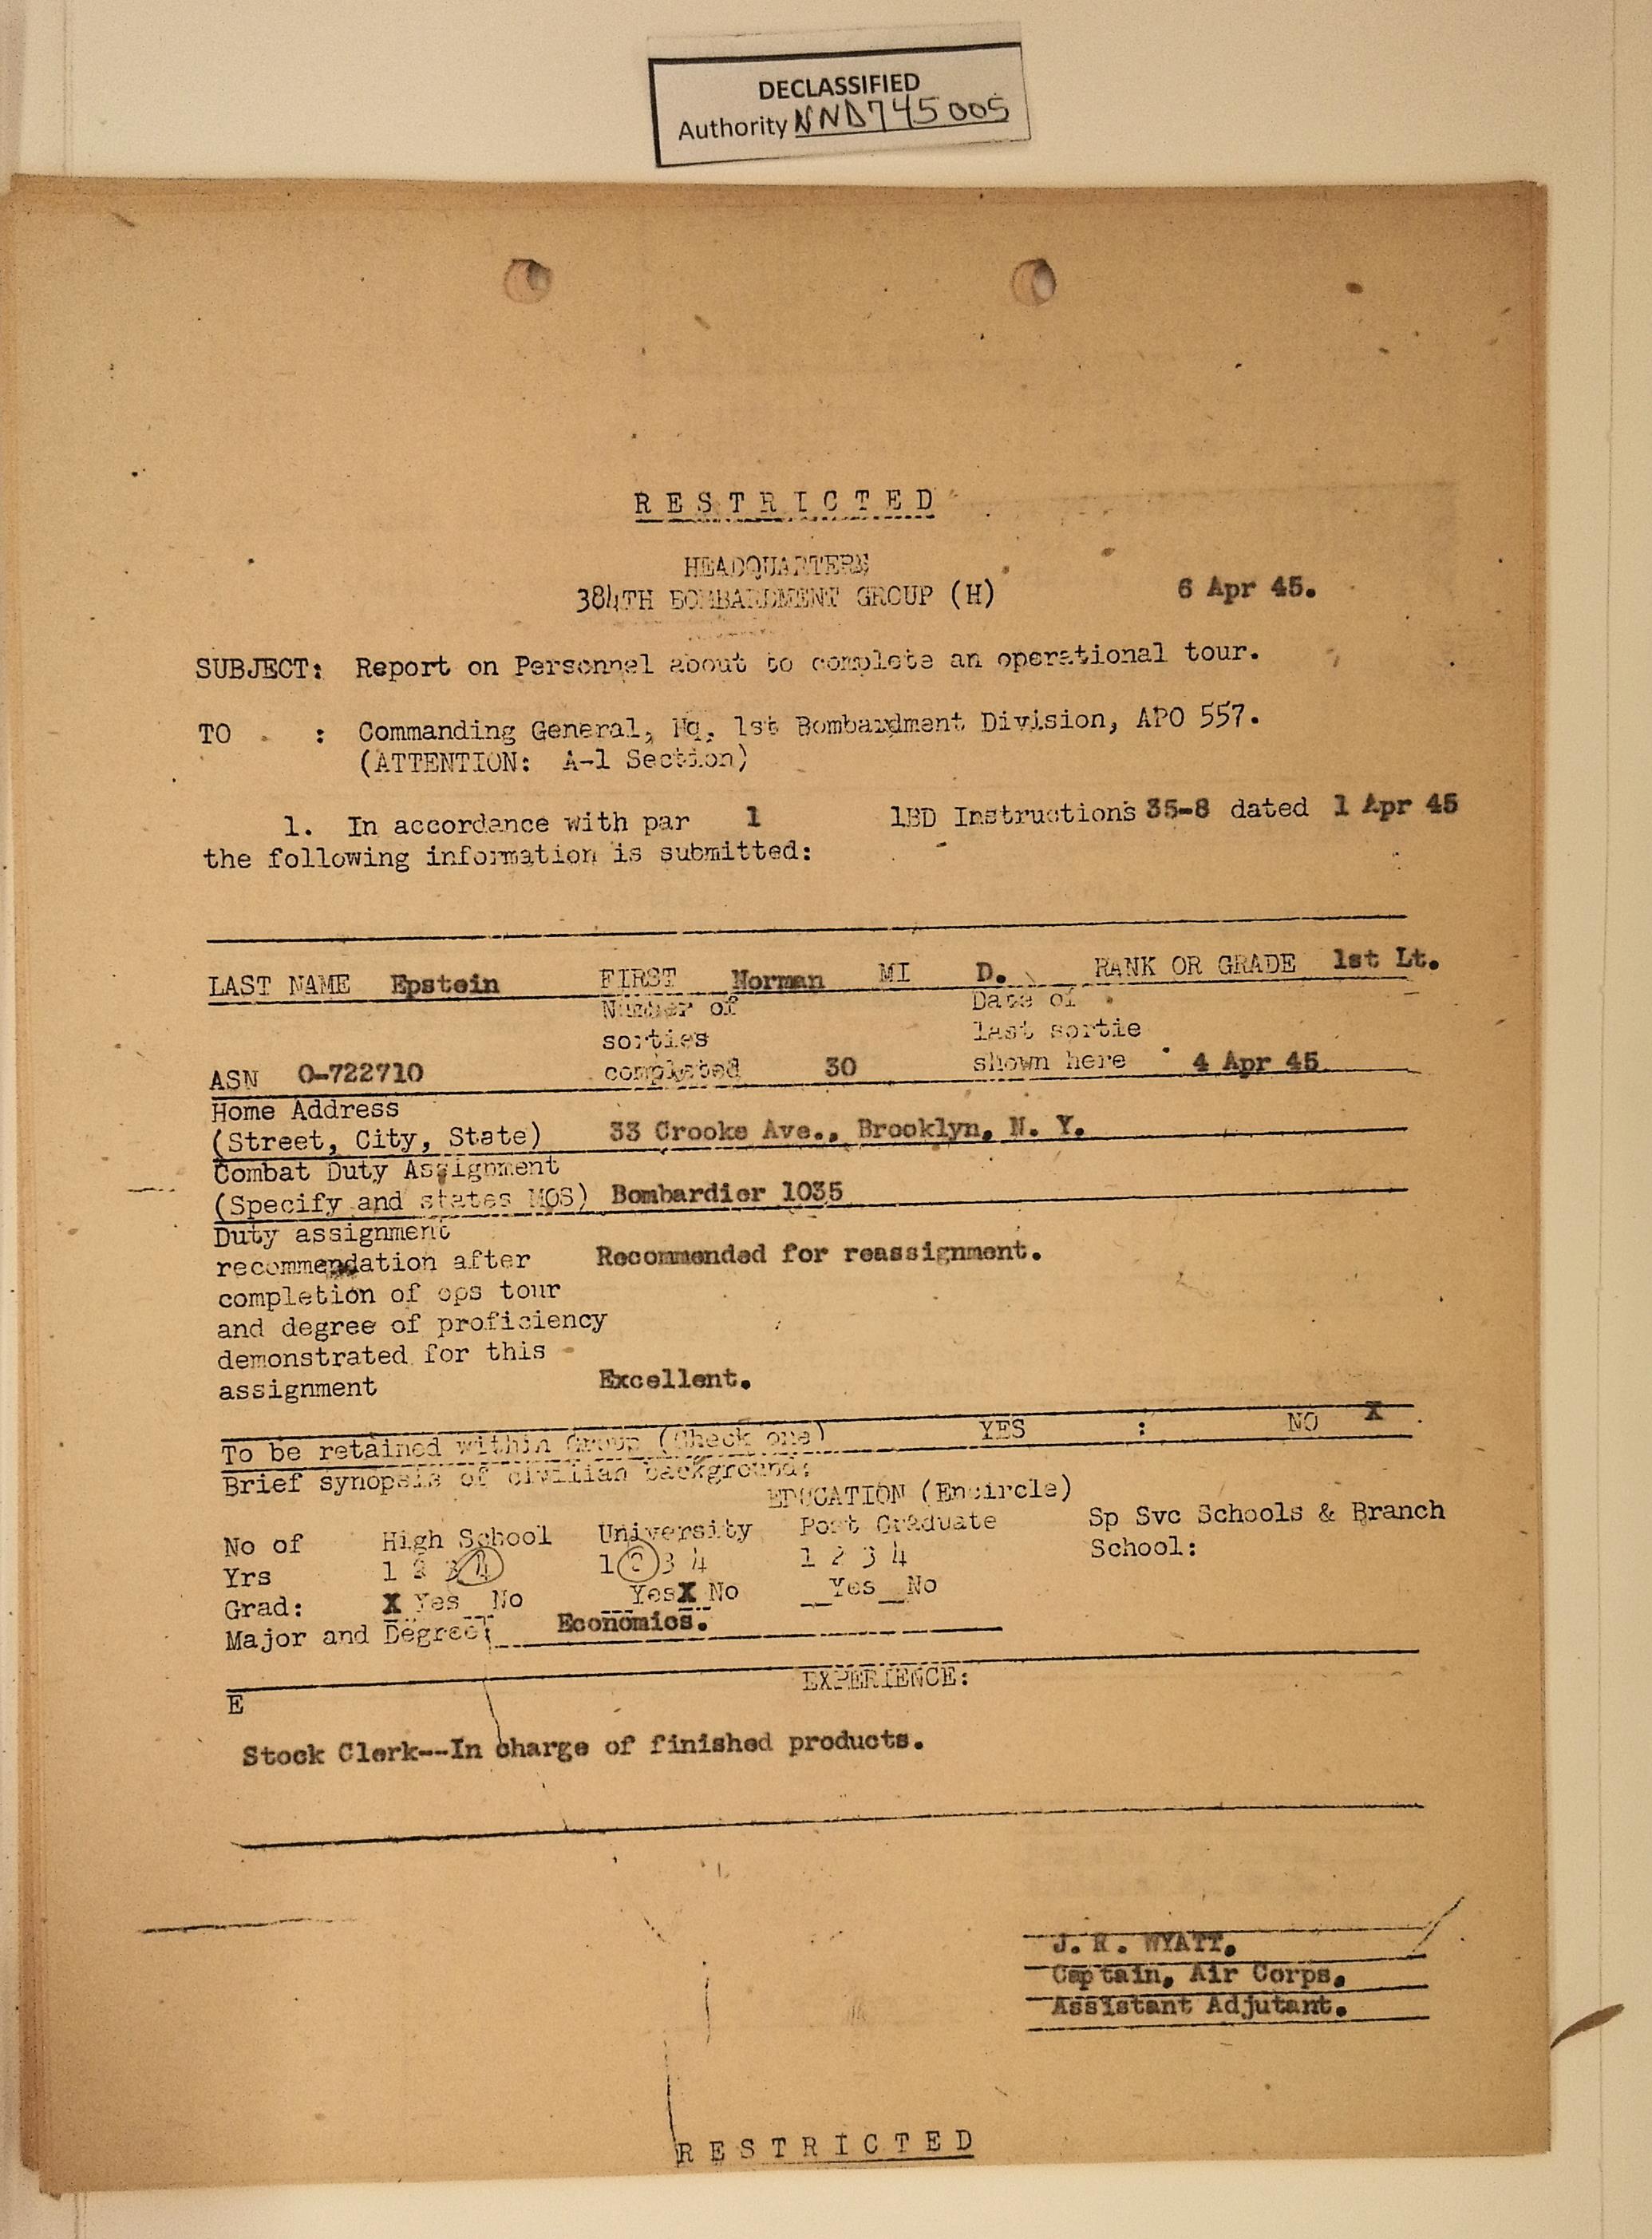 DECLASSIFIED
Authority NND745005
RESTRICTED
HEADQUARTERS
384TH BOMBARDMENT GROUP (H)
6 Apr 45.
SUBJECT: Report on Personnel about to complete an operational tour.
TO : Commanding General, Hq, 1st Bombardment Division, APO 557.
(ATTENTION: A-1 Section)
1. In accordance with par 1 1BD Instructions 35-8 dated 1 Apr 45
the following information is submitted:
LAST NAME Epstein FIRST Norman MI D. RANK OR GRADE 1st Lt.
Number of Date of
sorties last sortie
ASN O-722710 completed 30 shown here 4 Apr 45
Home Address
(Street, City, State) 33 Crooke Ave., Brooklyn, N. Y.
Combat Duty Assignment
(Specify and states MOS) Bombardier 1035
Duty assignment
recommendation after Recommended for reassignment.
completion of ops tour
and degree of proficiency
demonstrated for this
assignment Excellent.
To be retained within Group (Check one) YES : NO X
Brief synopsis of civilian background:
EDUCATION (Encircle)
No of High School University Post Graduate Sp Svc Schools & Branch
Yrs 1 2 3 4 1 2 3 4 1 2 3 4 School:
Grad: X Yes No Yes X No Yes No
Major and Degree: Economics.
EXPERIENCE:
E
Stock Clerk--In charge of finished products.
J. R. WYATT.
Captain, Air Corps.
Assistant Adjutant.
RESTRICTED